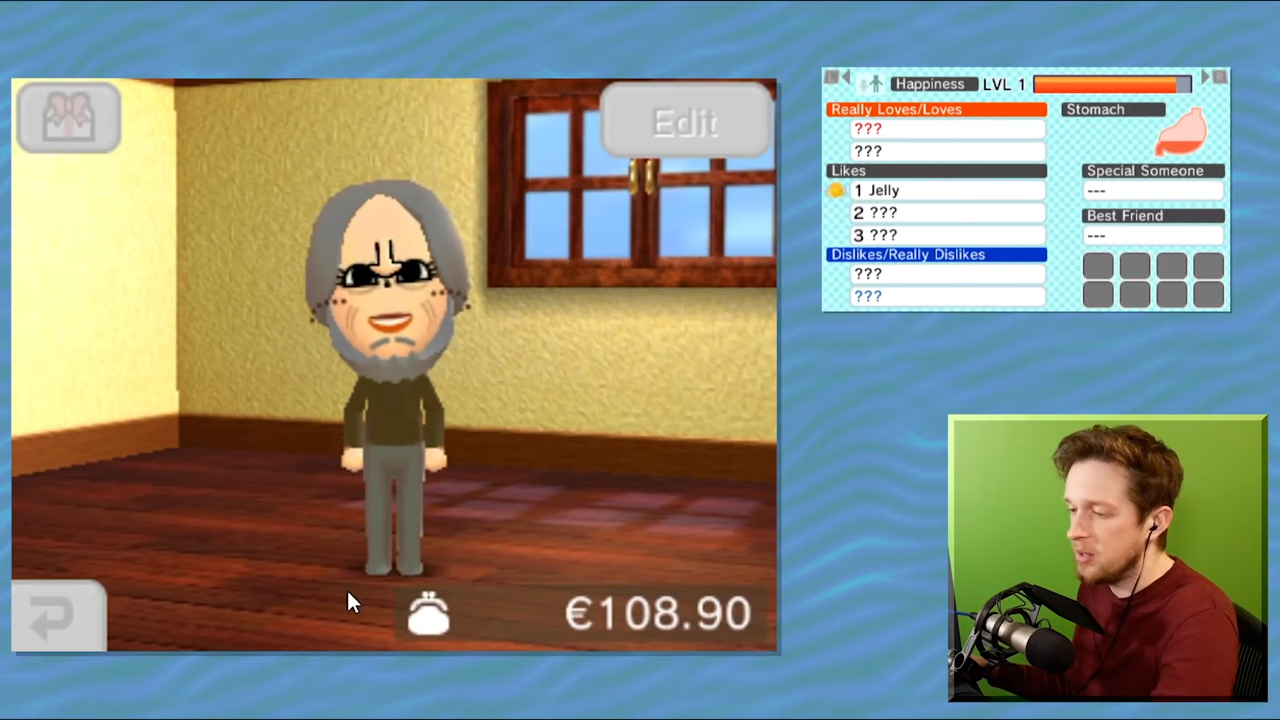 Edit
€108.90
L
Happiness LVL 1
R
Really Loves/Loves
???
???
Likes
1 Jelly
2 ???
3 ???
Dislikes/Really Dislikes
???
???
Stomach
Special Someone
---
Best Friend
---